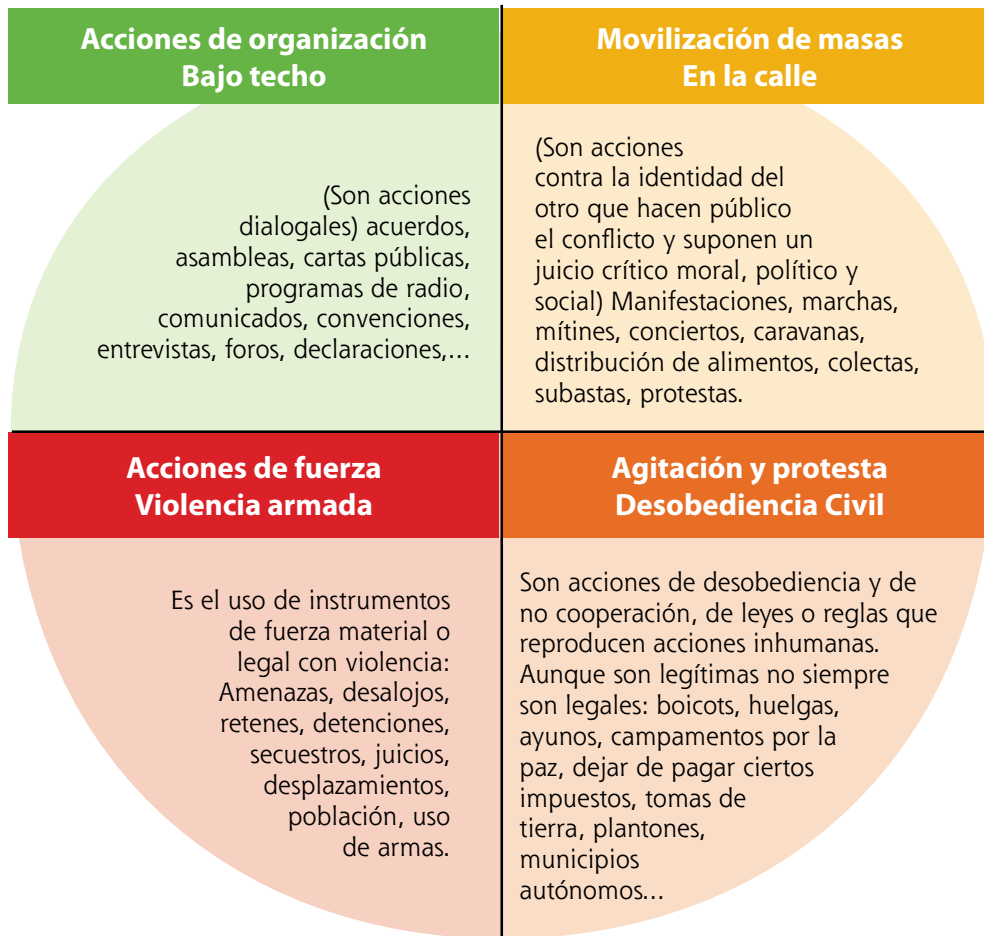 Acciones de organización
Bajo techo
(Son acciones
dialogales) acuerdos,
asambleas, cartas públicas,
programas de radio,
comunicados, convenciones,
entrevistas, foros, declaraciones,...
Movilización de masas
En la calle
(Son acciones
contra la identidad del
otro que hacen público
el conflicto y suponen un
juicio crítico moral, político y
social) Manifestaciones, marchas,
mítines, conciertos, caravanas,
distribución de alimentos, colectas,
subastas, protestas.
Acciones de fuerza
Violencia armada
Es el uso de instrumentos
de fuerza material o
legal con violencia:
Amenazas, desalojos,
retenes, detenciones,
secuestros, juicios,
desplazamientos,
población, uso
de armas.
Agitación y protesta
Desobediencia Civil
Son acciones de desobediencia y de
no cooperación, de leyes o reglas que
reproducen acciones inhumanas.
Aunque son legítimas no siempre
son legales: boicots, huelgas,
ayunos, campamentos por la
paz, dejar de pagar ciertos
impuestos, tomas de
tierra, plantones,
municipios
autónomos...